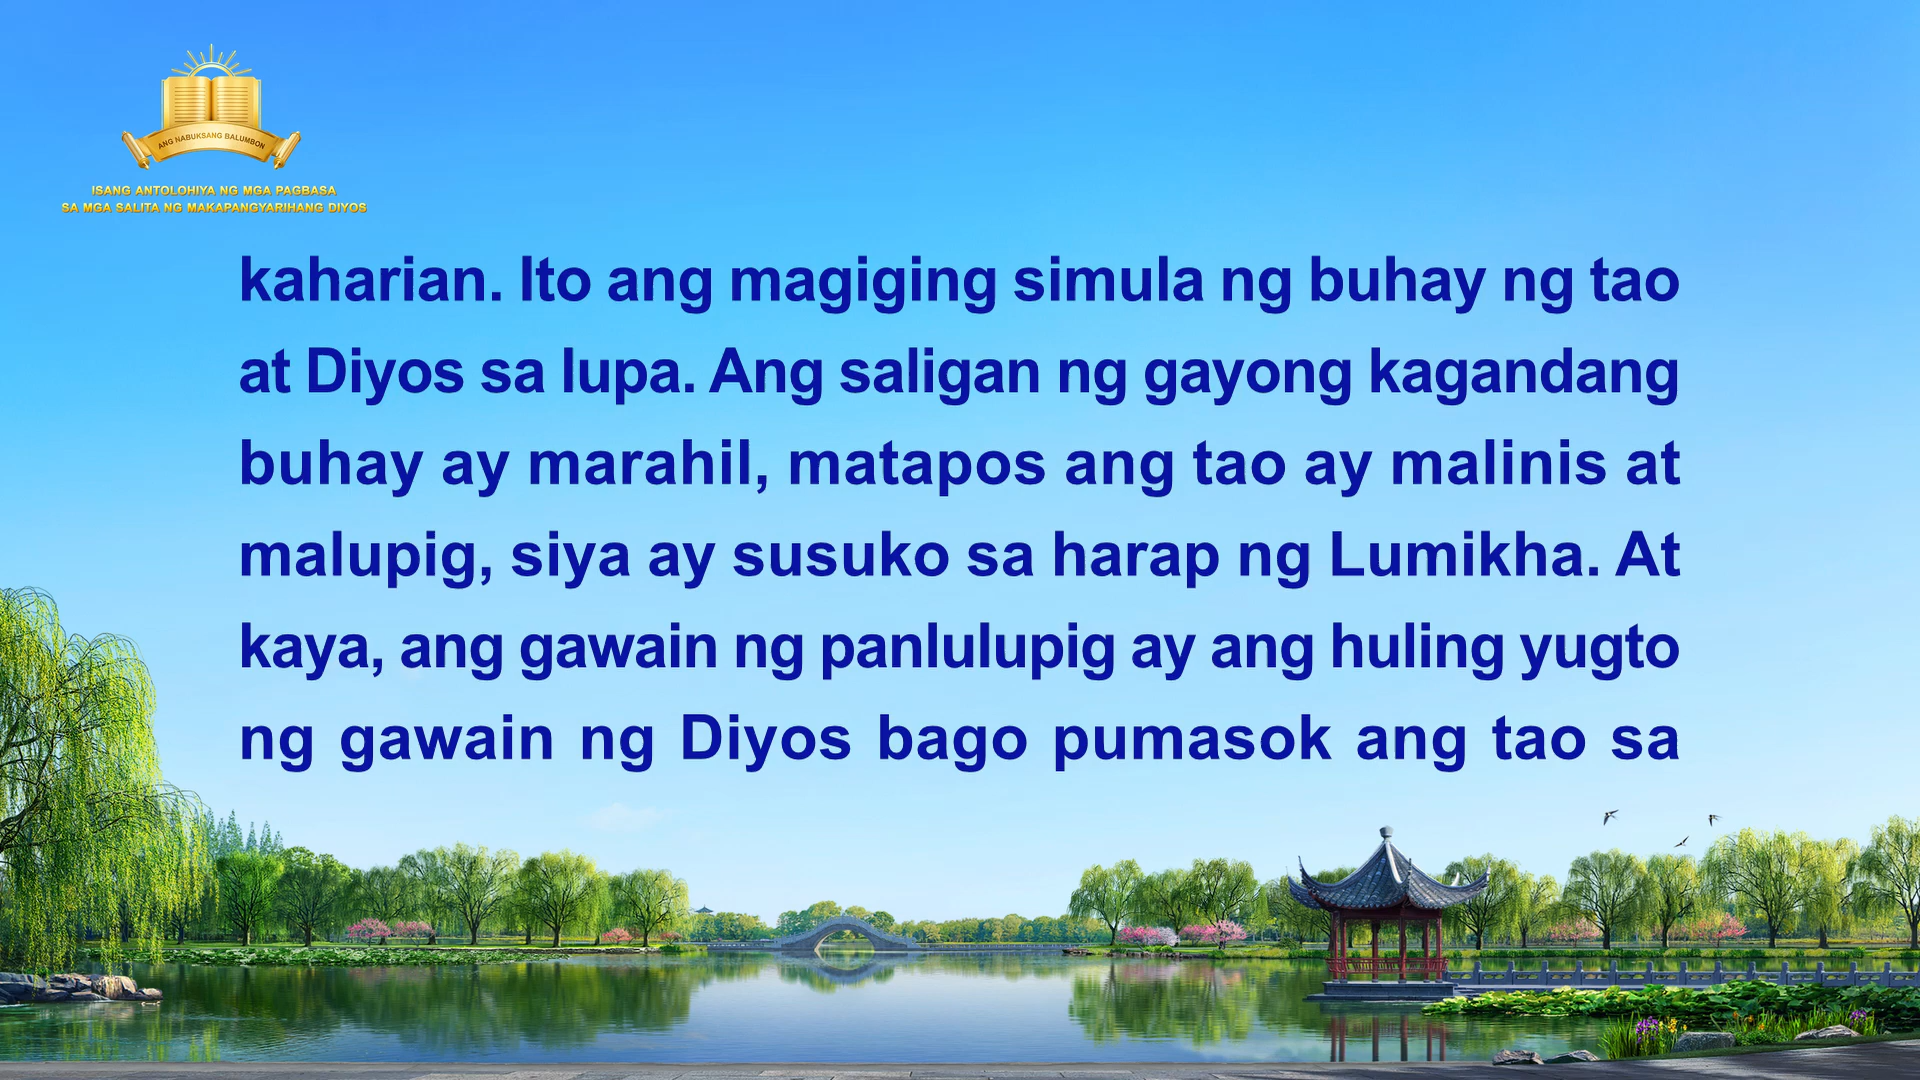 ANG NABUKSANG BALUMBON
ISANG ANTOLOHIYA NG MGA PAGBASA
SA MGA SALITA NG MAKAPANGYARIHANG DIYOS
kaharian. Ito ang magiging simula ng buhay ng tao
at Diyos sa lupa. Ang saligan ng gayong kagandang
buhay ay marahil, matapos ang tao ay malinis at
malupig, siya ay susuko sa harap ng Lumikha. At
kaya, ang gawain ng panlulupig ay ang huling yugto
ng gawain ng Diyos bago pumasok ang tao sa